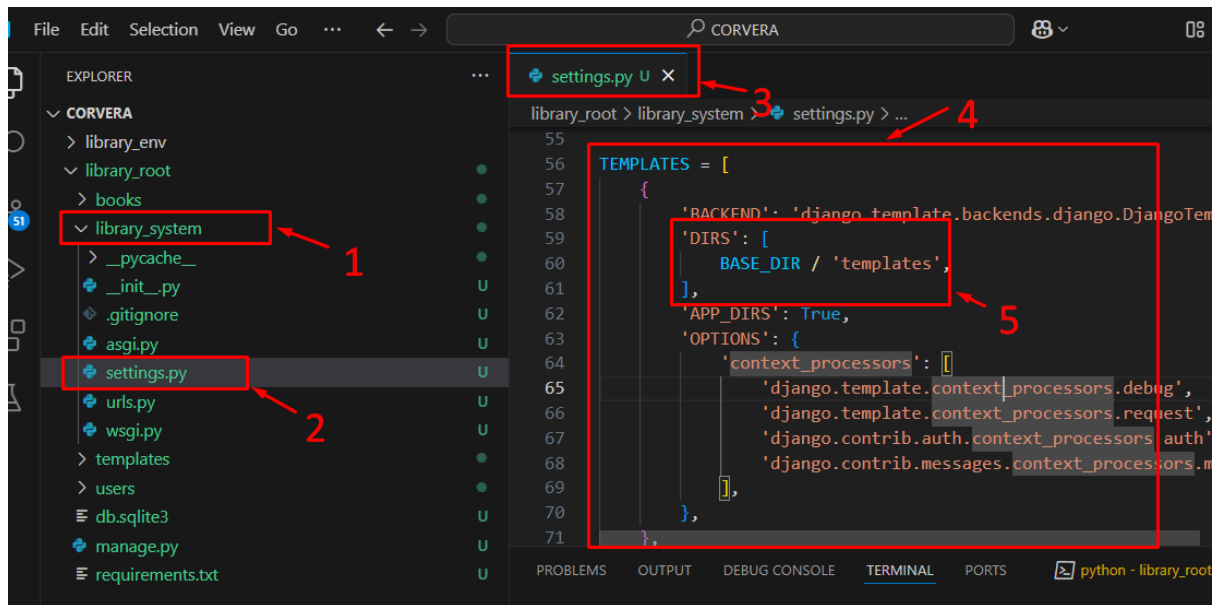 File Edit Selection View Go ... CORVERA
EXPLORER ...
CORVERA
library_env
library_root
books
51
library_system
1
__pycache__
__init__.py U
.gitignore U
asgi.py U
settings.py U
2
urls.py U
wsgi.py U
templates
users
db.sqlite3 U
manage.py U
requirements.txt U
settings.py U
3
library_root > library_system > settings.py > ...
4
55
56 TEMPLATES = [
57 {
58 'BACKEND': 'django.template.backends.django.DjangoTem
59 'DIRS': [
60 BASE_DIR / 'templates',
61 ],
5
62 'APP_DIRS': True,
63 'OPTIONS': {
64 'context_processors': [
65 'django.template.context_processors.debug',
66 'django.template.context_processors.request',
67 'django.contrib.auth.context_processors.auth'
68 'django.contrib.messages.context_processors.m
69 ],
70 },
71 },
PROBLEMS OUTPUT DEBUG CONSOLE TERMINAL PORTS python - library_root